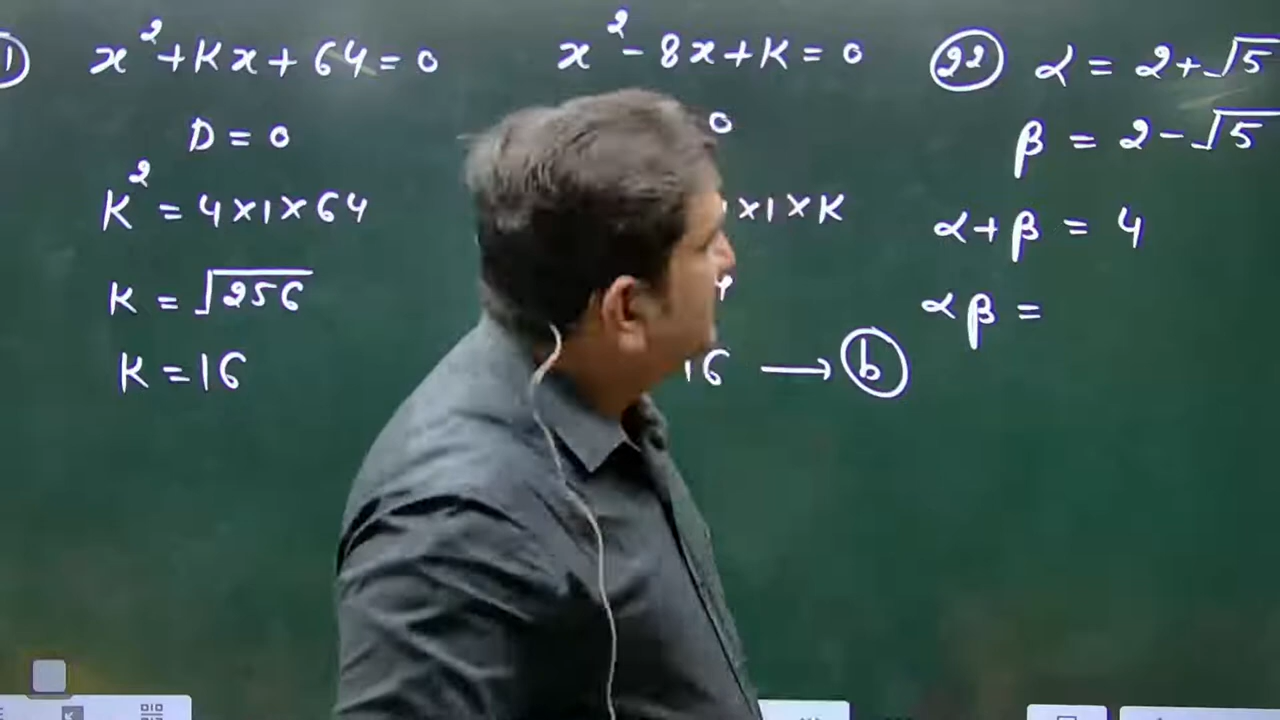 1) x²+Kx+64=0
D=0
K²=4×1×64
K=√256
K=16
x²-8x+K=0
0
×1×K
16 → b
22 α=2+√5
β=2-√5
α+β=4
αβ=